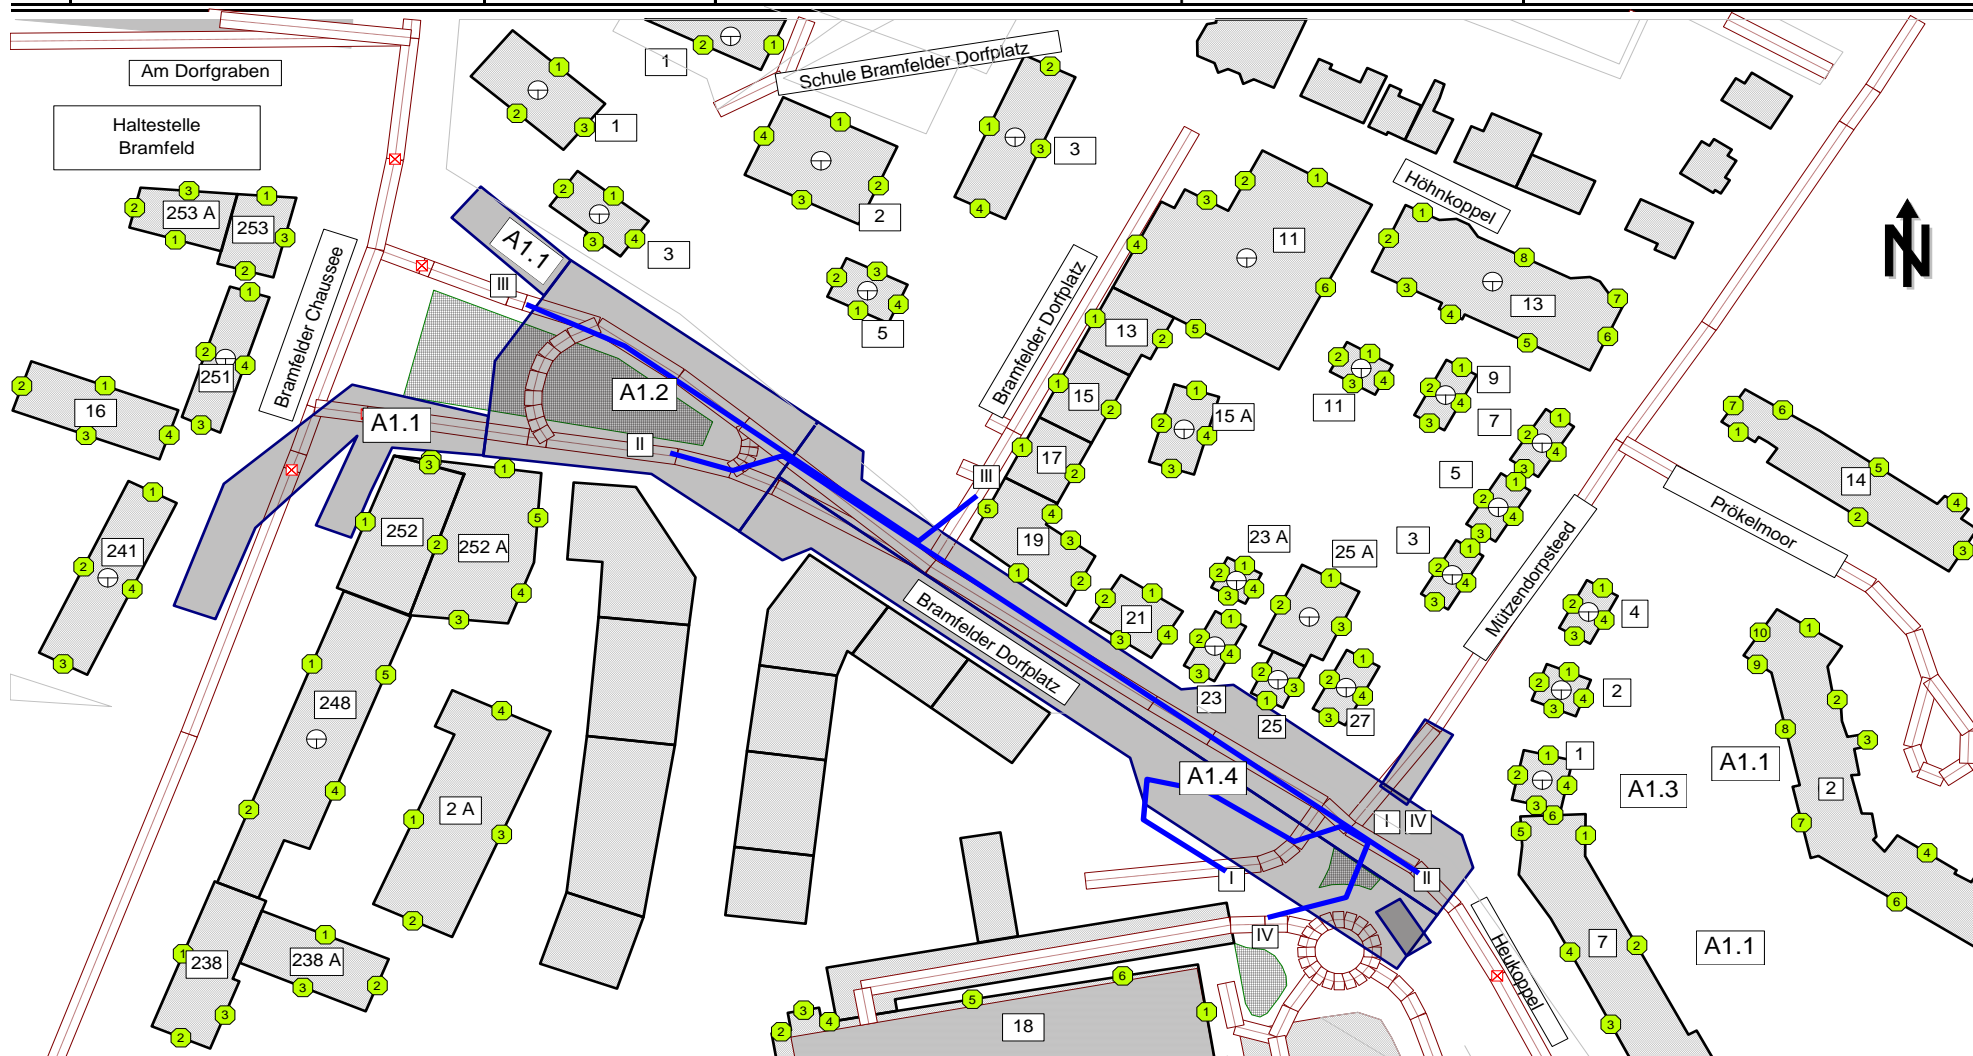 Am Dorfgraben
Haltestelle
Bramfeld
Schule Bramfelder Dorfplatz
Höhnkoppel
Bramfelder Chaussee
Bramfelder Dorfplatz
Bramfelder Dorfplatz
Mützendorpsteed
Prökelmoor
Heukoppel
N
A1.1
A1.2
A1.1
A1.4
A1.3
A1.1
A1.1
III
II
III
I
IV
I
II
IV
1
1
3
2
3
5
253 A
253
251
16
241
252
252 A
248
2 A
238
238 A
11
13
13
15
15 A
17
19
21
23 A
25 A
23
25
27
11
9
7
5
3
4
2
1
14
2
7
18